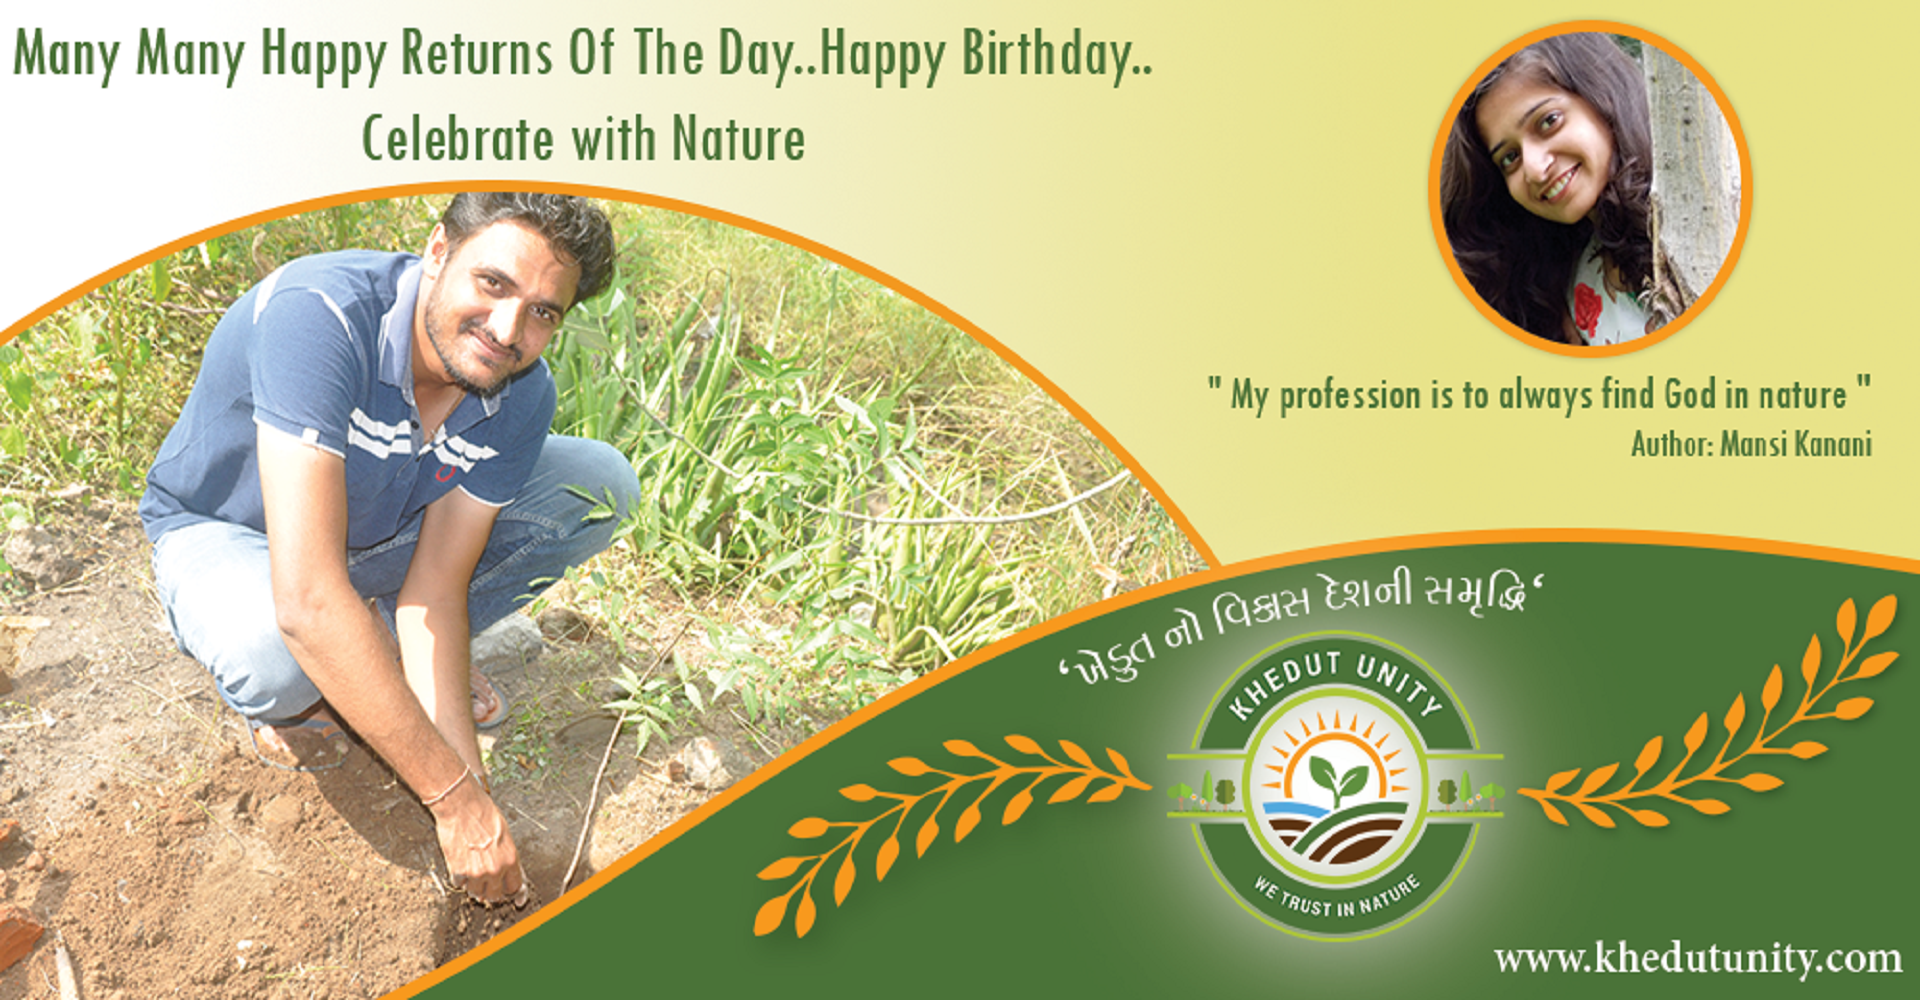 Many Many Happy Returns Of The Day..Happy Birthday..
Celebrate with Nature
" My profession is to always find God in nature "
Author: Mansi Kanani
‘ખેડુત નો વિકાસ દેશની સમૃદ્ધિ‘
KHEDUT UNITY
WE TRUST IN NATURE
www.khedutunity.com